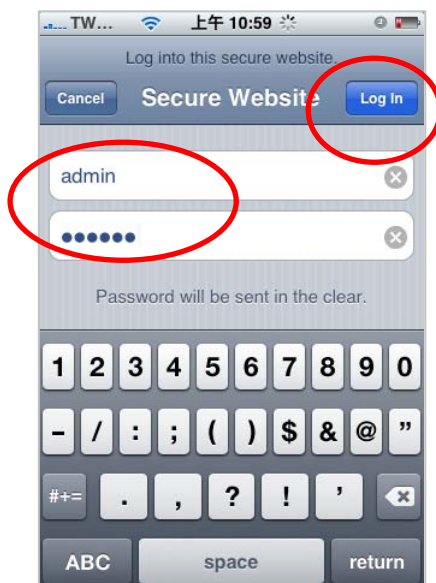 TW... 上午 10:59
Log into this secure website.
Cancel Secure Website Log In
admin
••••••
Password will be sent in the clear.
1 2 3 4 5 6 7 8 9 0
- / : ; ( ) $ & @ "
#+= . , ? ! '
ABC space return